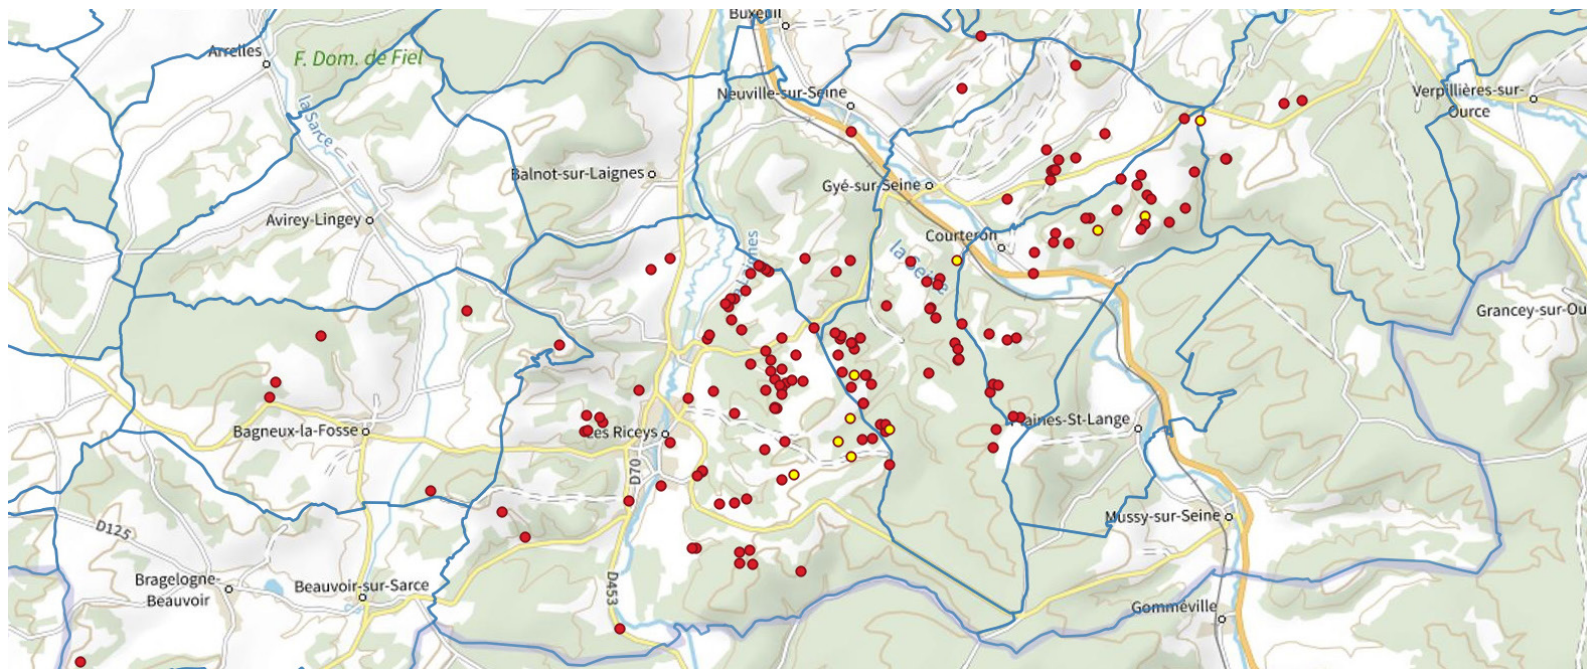 Buxeuil
Arrelles
F. Dom. de Fiel
la Sarce
Neuville-sur-Seine
Verpillières-sur-
Ource
Balnot-sur-Laignes
Gyé-sur-Seine
Avirey-Lingey
Courteron
la Seine
Grancey-sur-Ou
Bagneux-la-Fosse
Les Riceys
Plaines-St-Lange
D70
D125
Mussy-sur-Seine
Bragelogne-
Beauvoir
Beauvoir-sur-Sarce
D453
Gomméville